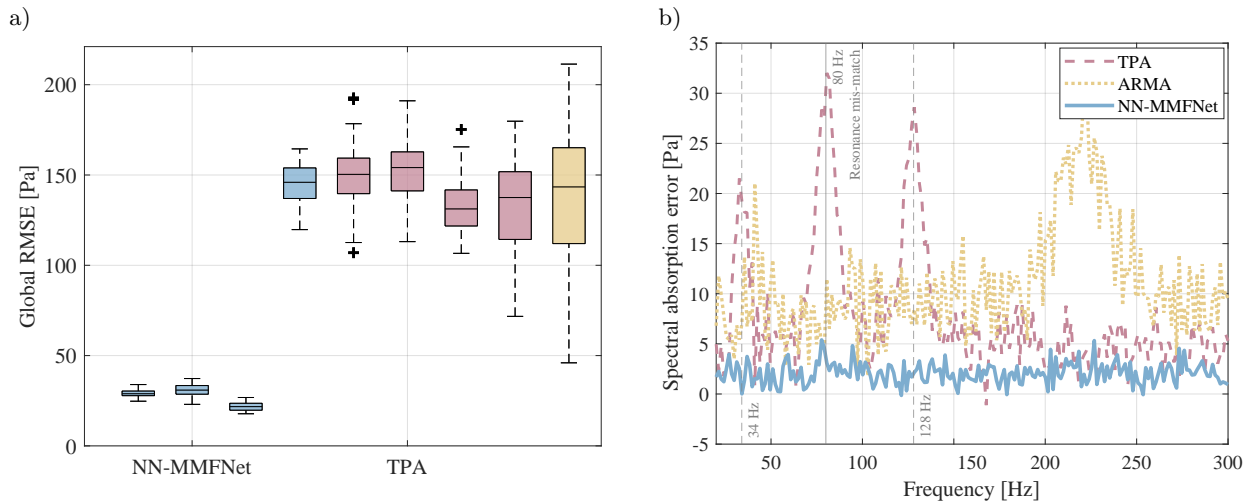 a)
Global RMSE [Pa]
200
150
100
50
0
NN-MMFNet
TPA
b)
Spectral absorption error [Pa]
35
30
25
20
15
10
5
0
-5
50
100
150
200
250
300
Frequency [Hz]
34 Hz
80 Hz
Resonance mis-match
128 Hz
TPA
ARMA
NN-MMFNet